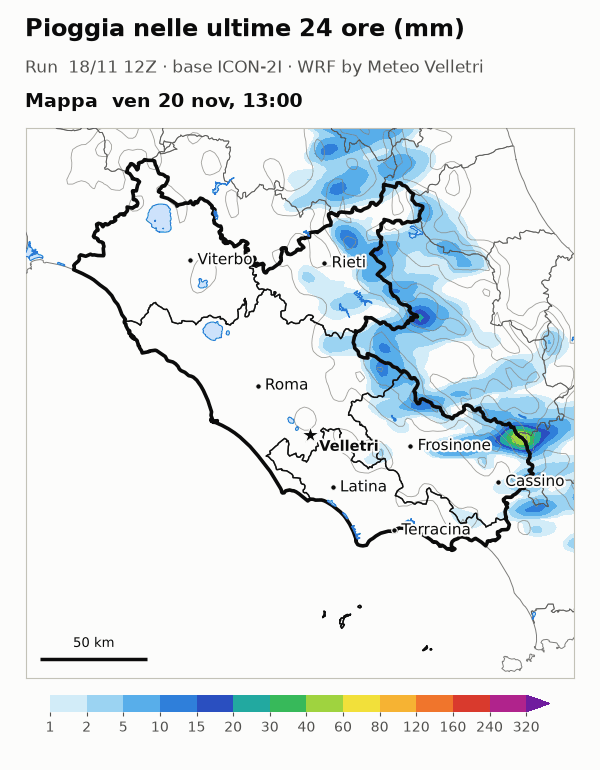 Pioggia nelle ultime 24 ore (mm)
Run  18/11 12Z · base ICON-2I · WRF by Meteo Velletri
Mappa  ven 20 nov, 13:00
Viterbo
Rieti
Roma
Velletri
Frosinone
Cassino
Latina
Terracina
50 km
1 2 5 10 15 20 30 40 60 80 120 160 240 320